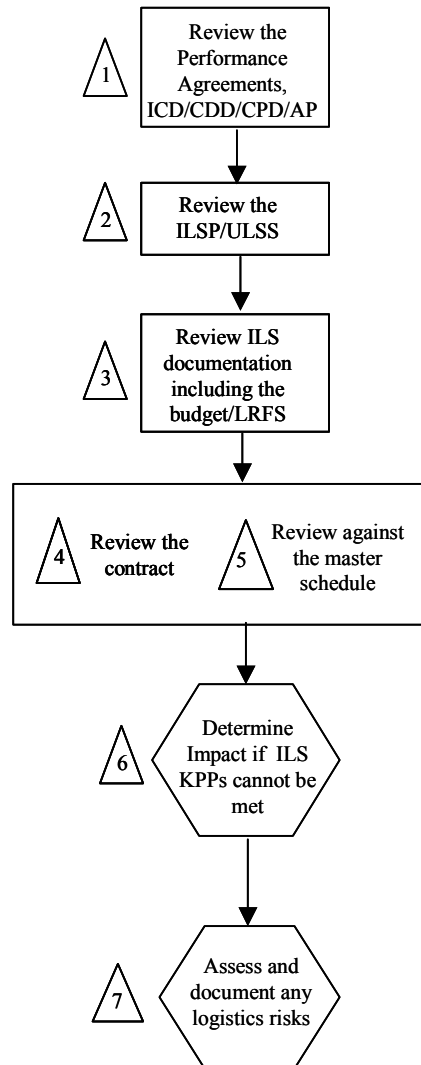 1
Review the
Performance
Agreements,
ICD/CDD/CPD/AP
2
Review the
ILSP/ULSS
3
Review ILS
documentation
including the
budget/LRFS
4
Review the
contract
5
Review against
the master
schedule
6
Determine
Impact if ILS
KPPs cannot be
met
7
Assess and
document any
logistics risks